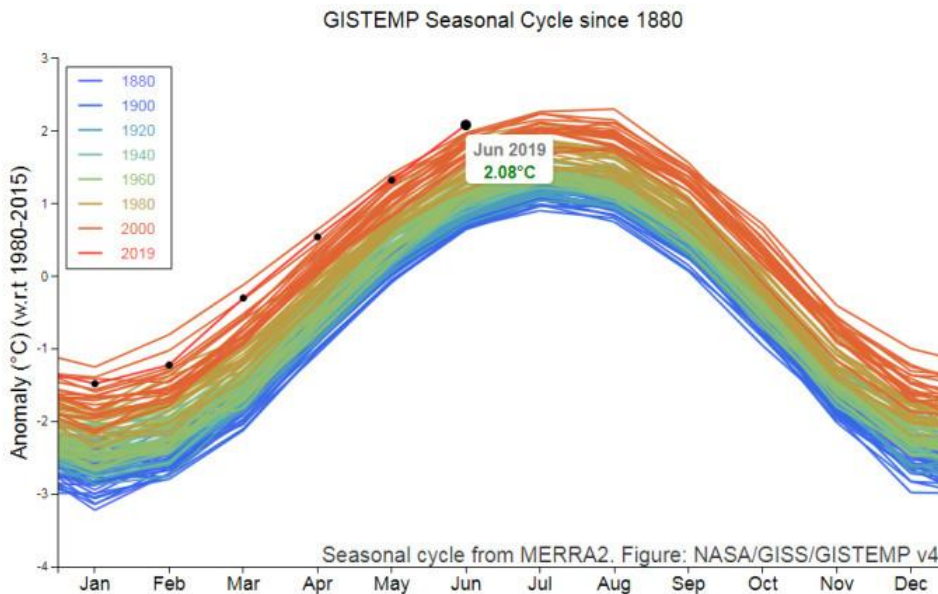 GISTEMP Seasonal Cycle since 1880
Anomaly (°C) (w.r.t 1980-2015)
3
2
1
0
-1
-2
-3
-4
1880
1900
1920
1940
1960
1980
2000
2019
Jun 2019
2.08°C
Seasonal cycle from MERRA2. Figure: NASA/GISS/GISTEMP v4
Jan Feb Mar Apr May Jun Jul Aug Sep Oct Nov Dec